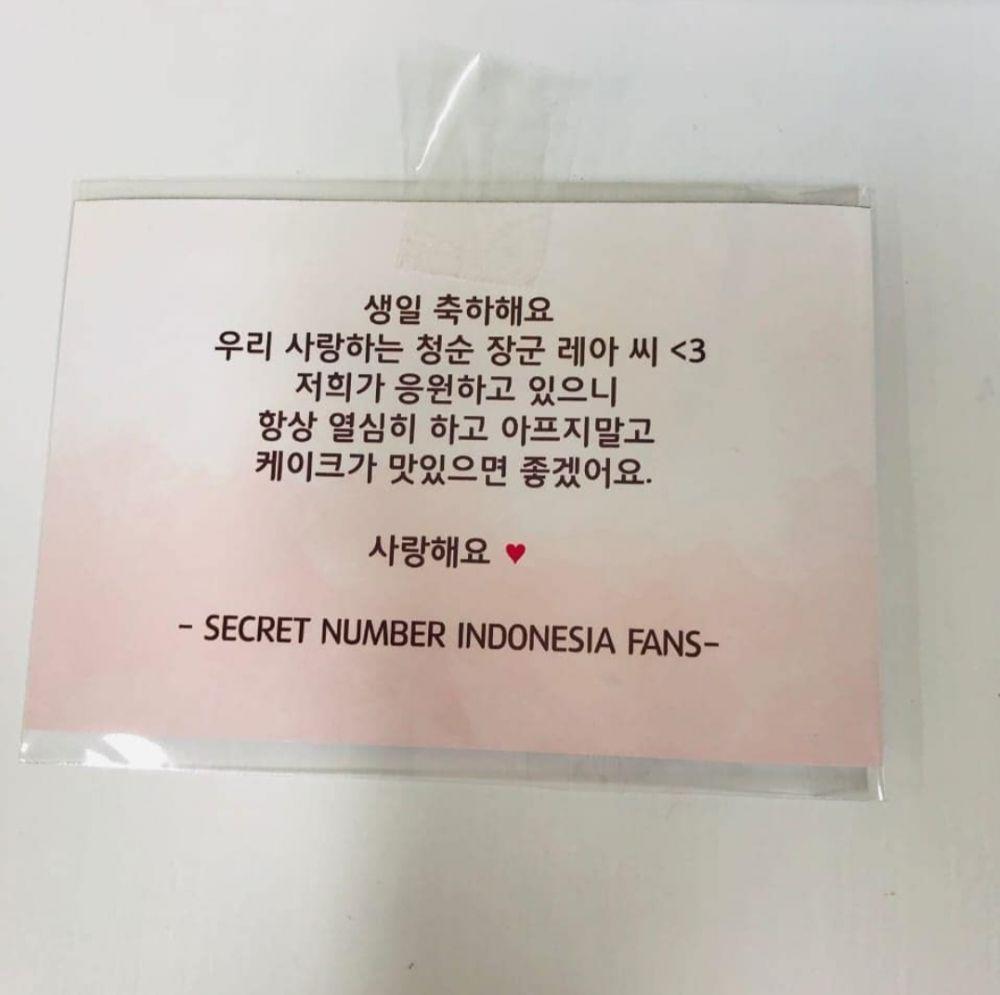 생일 축하해요
우리 사랑하는 청순 장군 레아 씨 <3
저희가 응원하고 있으니
항상 열심히 하고 아프지말고
케이크가 맛있으면 좋겠어요.
사랑해요 ♥
- SECRET NUMBER INDONESIA FANS-